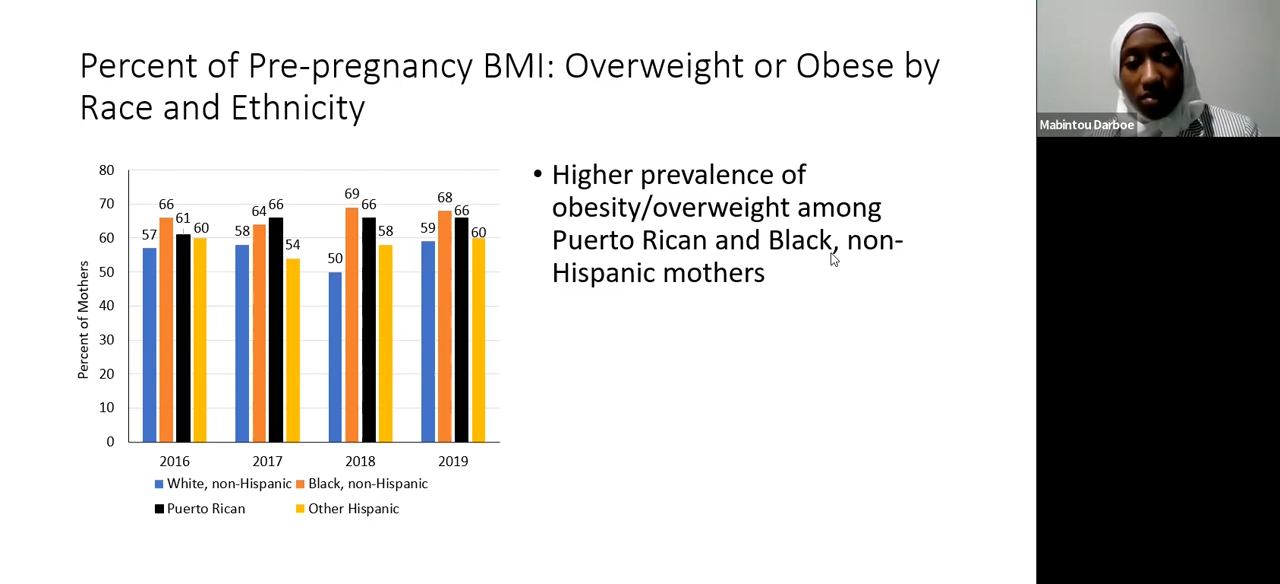 Percent of Pre-pregnancy BMI: Overweight or Obese by
Race and Ethnicity
Mabintou Darboe
80
70
60
50
40
30
20
10
0
Percent of Mothers
57
66
61
60
58
64
66
54
50
69
66
58
59
68
66
60
2016
2017
2018
2019
White, non-Hispanic
Black, non-Hispanic
Puerto Rican
Other Hispanic
• Higher prevalence of
obesity/overweight among
Puerto Rican and Black, non-
Hispanic mothers